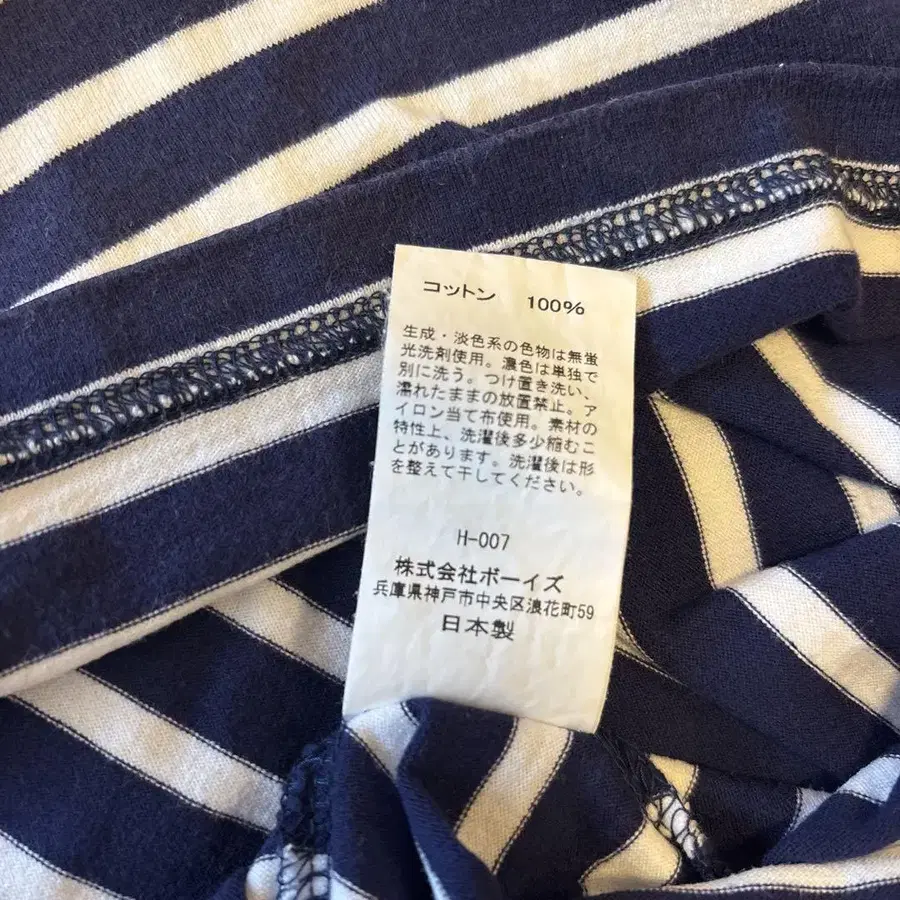 コットン 100%
生成・淡色系の色物は無蛍
光洗剤使用。濃色は単独で
別に洗う。つけ置き洗い、
濡れたままの放置禁止。ア
イロン当て布使用。素材の
特性上、洗濯後多少縮むこ
とがあります。洗濯後は形
を整えて干してください。
H-007
株式会社ボーイズ
兵庫県神戸市中央区浪花町59
日本製